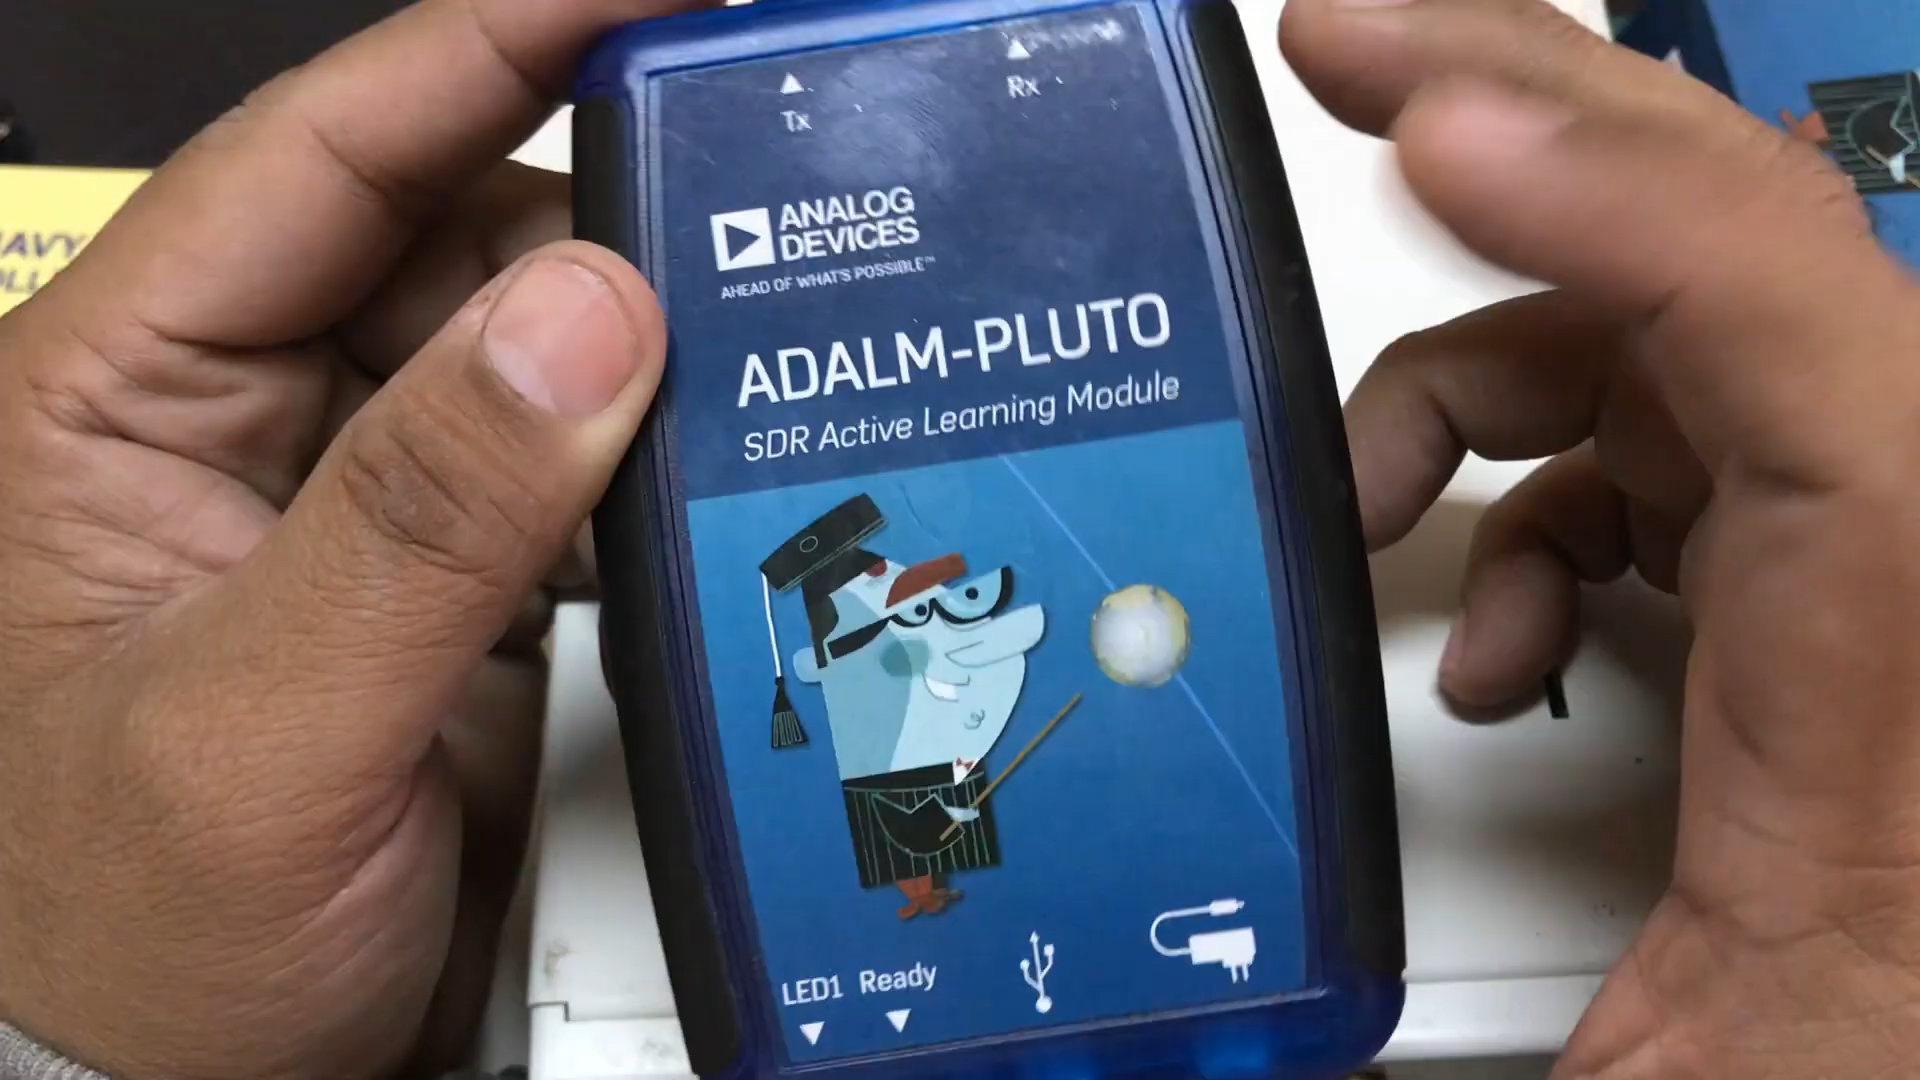 Tx
Rx
ANALOG
DEVICES
AHEAD OF WHAT'S POSSIBLE™
ADALM-PLUTO
SDR Active Learning Module
LED1 Ready